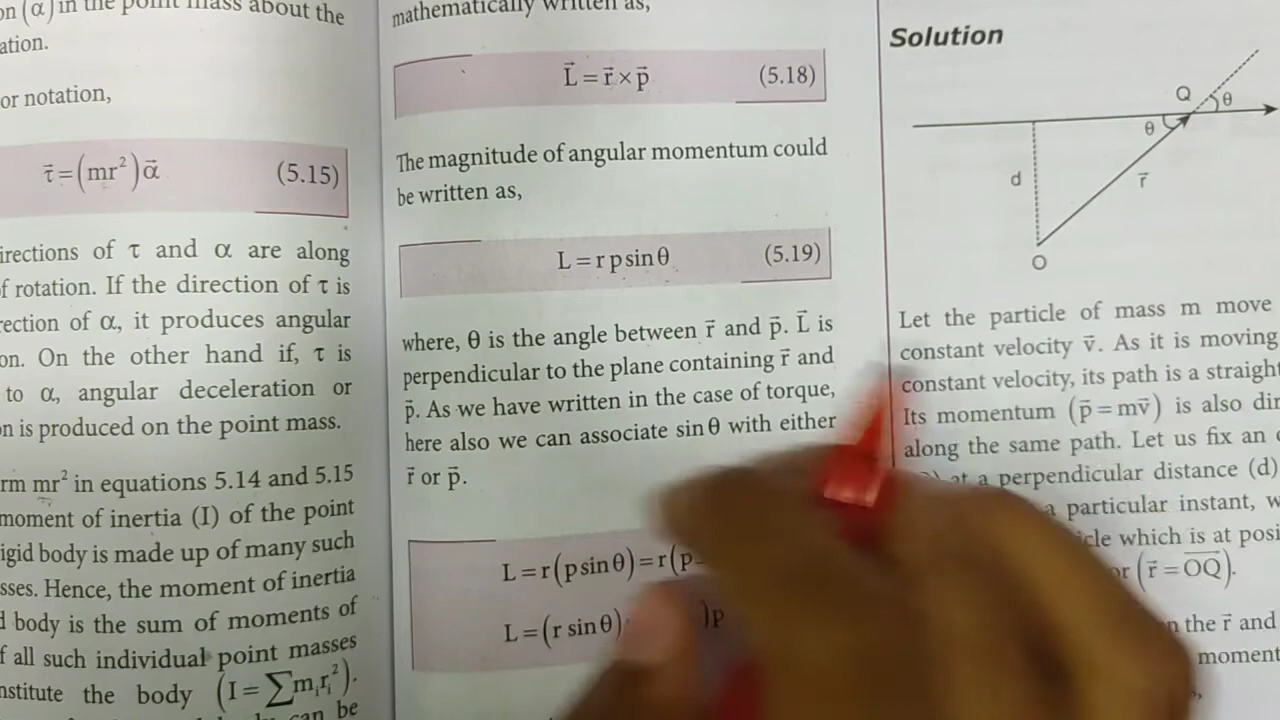 on (α) in the point mass about the
ation.
or notation,
τ⃗ = (mr²) α⃗ (5.15)
irections of τ and α are along
f rotation. If the direction of τ is
rection of α, it produces angular
on. On the other hand if, τ is
to α, angular deceleration or
n is produced on the point mass.
rm mr² in equations 5.14 and 5.15
moment of inertia (I) of the point
igid body is made up of many such
sses. Hence, the moment of inertia
d body is the sum of moments of
f all such individual point masses
nstitute the body (I = ∑mᵢrᵢ²).
can be
mathematically written as,
L⃗ = r⃗ × p⃗ (5.18)
The magnitude of angular momentum could
be written as,
L = r p sin θ (5.19)
where, θ is the angle between r⃗ and p⃗. L⃗ is
perpendicular to the plane containing r⃗ and
p⃗. As we have written in the case of torque,
here also we can associate sin θ with either
r⃗ or p⃗.
L = r (p sin θ) = r (p
L = (r sin θ) ) p
Solution
Q θ
θ
d r⃗
O
Let the particle of mass m move
constant velocity v⃗. As it is moving
constant velocity, its path is a straight
Its momentum (p⃗ = mv⃗) is also dir
along the same path. Let us fix an
at a perpendicular distance (d)
a particular instant, w
icle which is at posi
or (r⃗ = O͞Q).
n the r⃗ and
moment